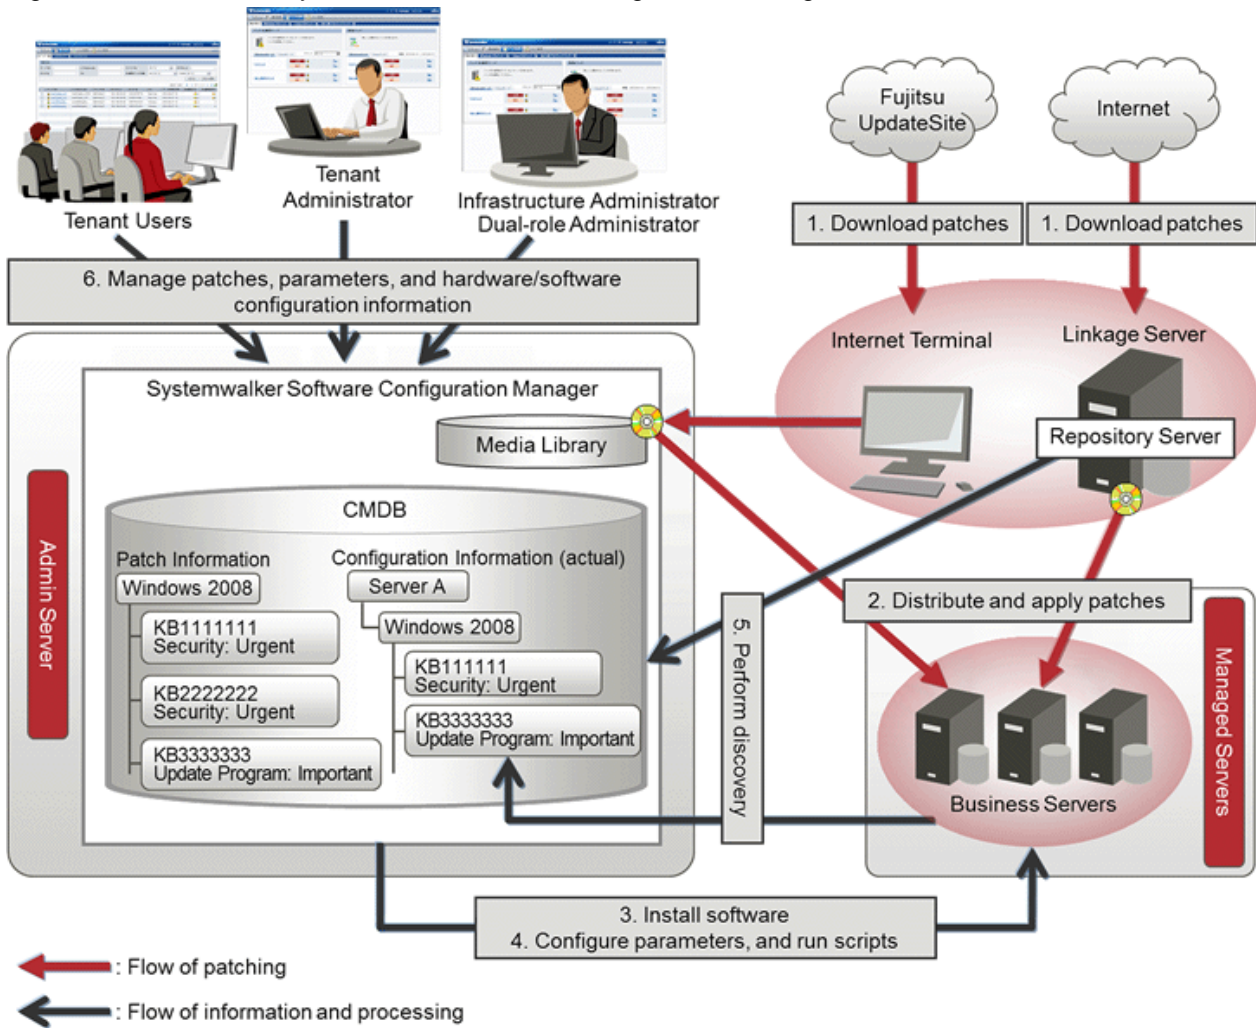 Fujitsu
UpdateSite
Internet
Tenant Users
Tenant
Administrator
Infrastructure Administrator
Dual-role Administrator
1. Download patches
1. Download patches
6. Manage patches, parameters, and hardware/software
configuration information
Internet Terminal
Linkage Server
Repository Server
Systemwalker Software Configuration Manager
Media Library
CMDB
Admin Server
Patch Information
Windows 2008
KB1111111
Security: Urgent
KB2222222
Security: Urgent
KB3333333
Update Program: Important
Configuration Information (actual)
Server A
Windows 2008
KB111111
Security: Urgent
KB3333333
Update Program: Important
5. Perform discovery
2. Distribute and apply patches
Business Servers
Managed Servers
3. Install software
4. Configure parameters, and run scripts
: Flow of patching
: Flow of information and processing